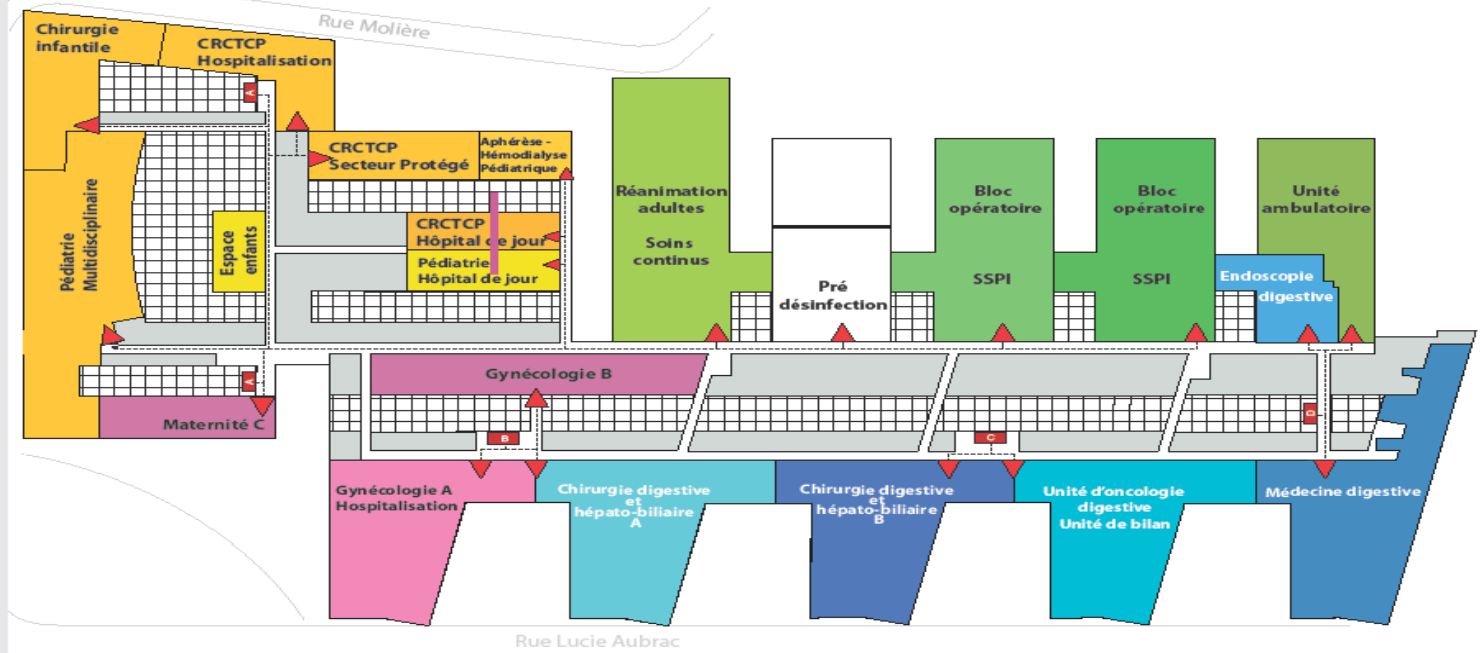 Rue Molière
Chirurgie
infantile
CRCTCP
Hospitalisation
A
CRCTCP
Secteur Protégé
Aphérèse -
Hémodialyse
Pédiatrique
Pédiatrie
Multidisciplinaire
Espace
enfants
CRCTCP
Hôpital de jour
Pédiatrie
Hôpital de jour
Réanimation
adultes
Soins
continus
Pré
désinfection
Bloc
opératoire
SSPI
Bloc
opératoire
SSPI
Unité
ambulatoire
Endoscopie
digestive
A
Maternité C
Gynécologie B
B
C
D
Gynécologie A
Hospitalisation
Chirurgie digestive
et
hépato-biliaire
A
Chirurgie digestive
et
hépato-biliaire
B
Unité d'oncologie
digestive
Unité de bilan
Médecine digestive
Rue Lucie Aubrac